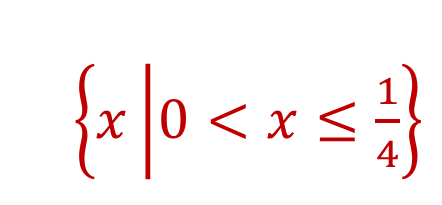 {x | 0 < x ≤ 1/4}